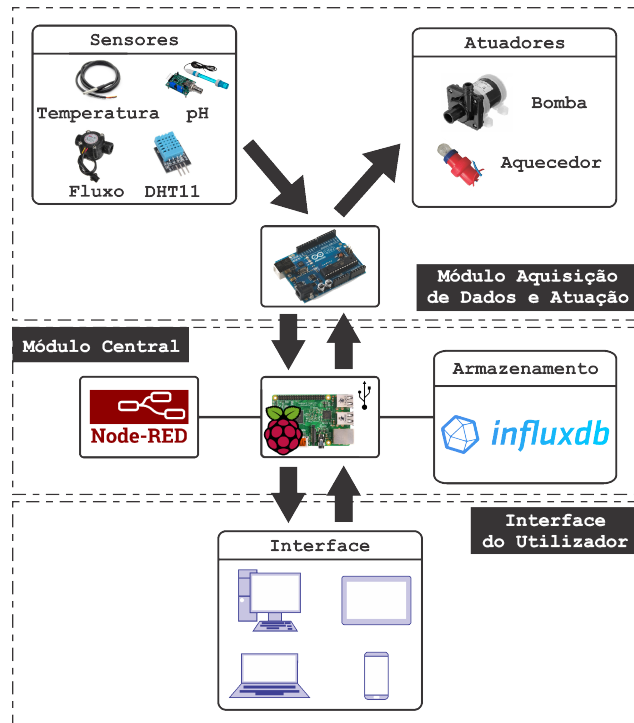 Sensores
Temperatura
pH
Fluxo
DHT11
Atuadores
Bomba
Aquecedor
Módulo Aquisição
de Dados e Atuação
Módulo Central
Node-RED
Armazenamento
influxdb
Interface
do Utilizador
Interface